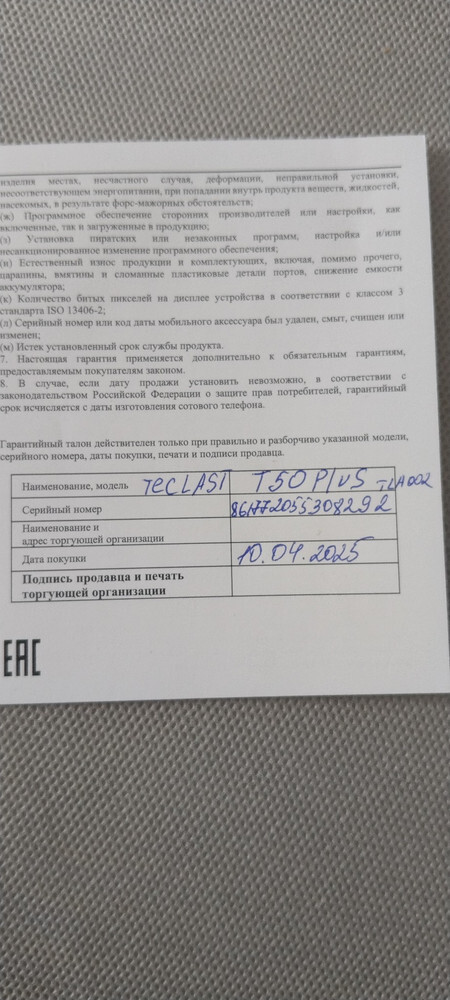 изделия местах, несчастного случая, деформации, неправильной установки,
несоответствующем энергопитании, при попадании внутрь продукта веществ, жидкостей,
насекомых, в результате форс-мажорных обстоятельств;
(ж) Программное обеспечение сторонних производителей или настройки, как
включенные, так и загруженные в продукцию;
(з) Установка пиратских или незаконных программ, настройка и/или
несанкционированное изменение программного обеспечения;
(и) Естественный износ продукции и комплектующих, включая, помимо прочего,
царапины, вмятины и сломанные пластиковые детали портов, снижение емкости
аккумулятора;
(к) Количество битых пикселей на дисплее устройства в соответствии с классом 3
стандарта ISO 13406-2;
(л) Серийный номер или код даты мобильного аксессуара был удален, смыт, счищен или
изменен;
(м) Истек установленный срок службы продукта.
7. Настоящая гарантия применяется дополнительно к обязательным гарантиям,
предоставляемым покупателям законом.
8. В случае, если дату продажи установить невозможно, в соответствии с
законодательством Российской Федерации о защите прав потребителей, гарантийный
срок исчисляется с даты изготовления сотового телефона.
Гарантийный талон действителен только при правильно и разборчиво указанной модели,
серийного номера, даты покупки, печати и подписи продавца.
Наименование, модель TECLAST T50 Plus TLA002
Серийный номер 861772055308292
Наименование и
адрес торгующей организации
Дата покупки 10.04.2025
Подпись продавца и печать
торгующей организации
EAC